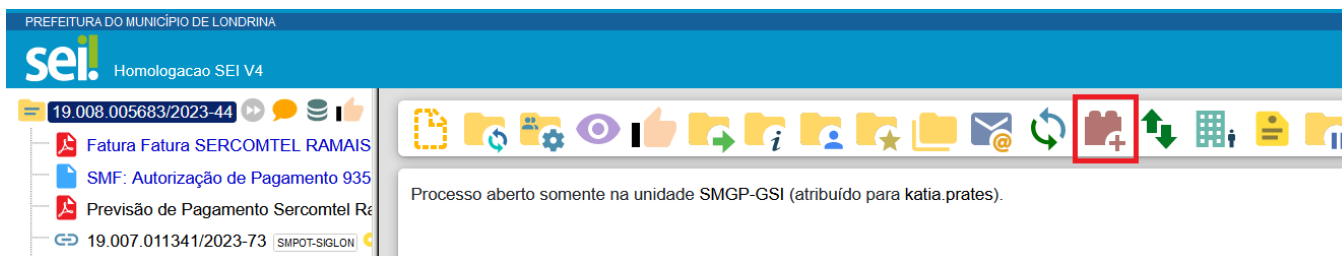 PREFEITURA DO MUNICÍPIO DE LONDRINA
sei!
Homologacao SEI V4
19.008.005683/2023-44
Fatura Fatura SERCOMTEL RAMAIS
SMF: Autorização de Pagamento 935
Previsão de Pagamento Sercomtel Ra
19.007.011341/2023-73 SMPOT-SIGLON
Processo aberto somente na unidade SMGP-GSI (atribuído para katia.prates).